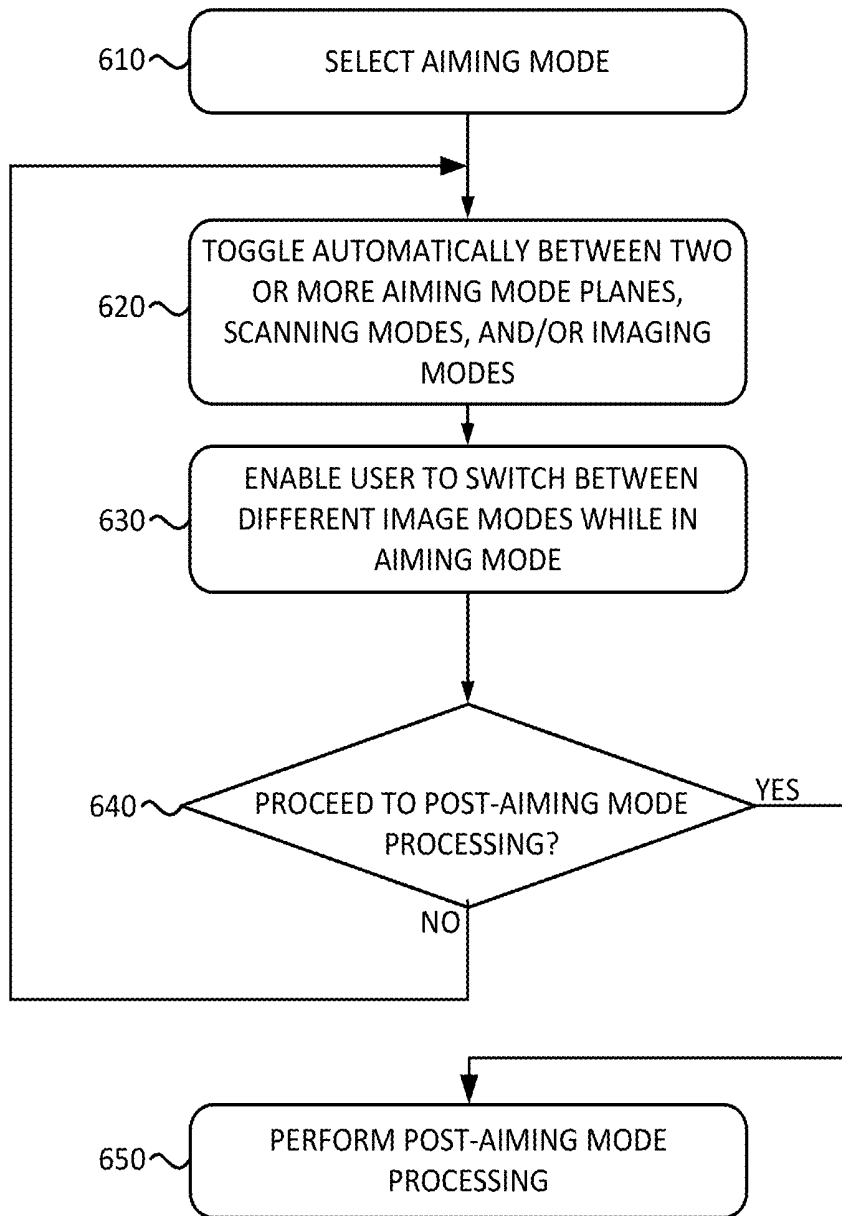 610
SELECT AIMING MODE
TOGGLE AUTOMATICALLY BETWEEN TWO
OR MORE AIMING MODE PLANES,
620
SCANNING MODES, AND/OR IMAGING
MODES
ENABLE USER TO SWITCH BETWEEN
630
DIFFERENT IMAGE MODES WHILE IN
AIMING MODE
YES
640
PROCEED TO POST-AIMING MODE
PROCESSING?
NO
650
PERFORM POST-AIMING MODE
PROCESSING